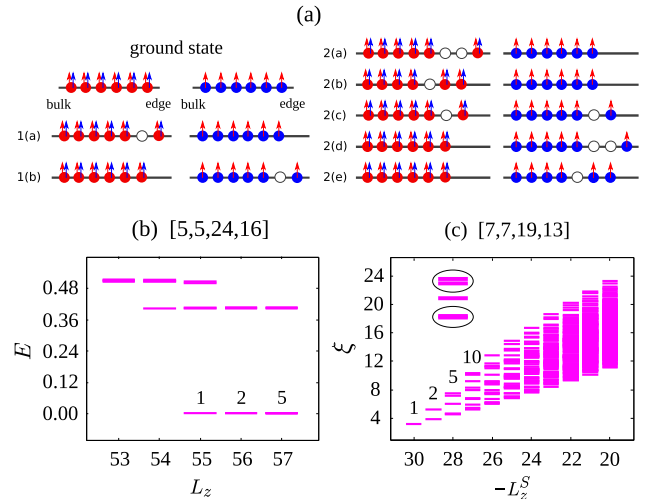 (a)
ground state
bulk edge bulk edge
1(a)
1(b)
2(a)
2(b)
2(c)
2(d)
2(e)
(b) [5,5,24,16]
E
0.48
0.36
0.24
0.12
0.00
1 2 5
53 54 55 56 57
L_z
(c) [7,7,19,13]
ξ
24
20
16
12
8
4
1 2 5 10
30 28 26 24 22 20
−L_z^S